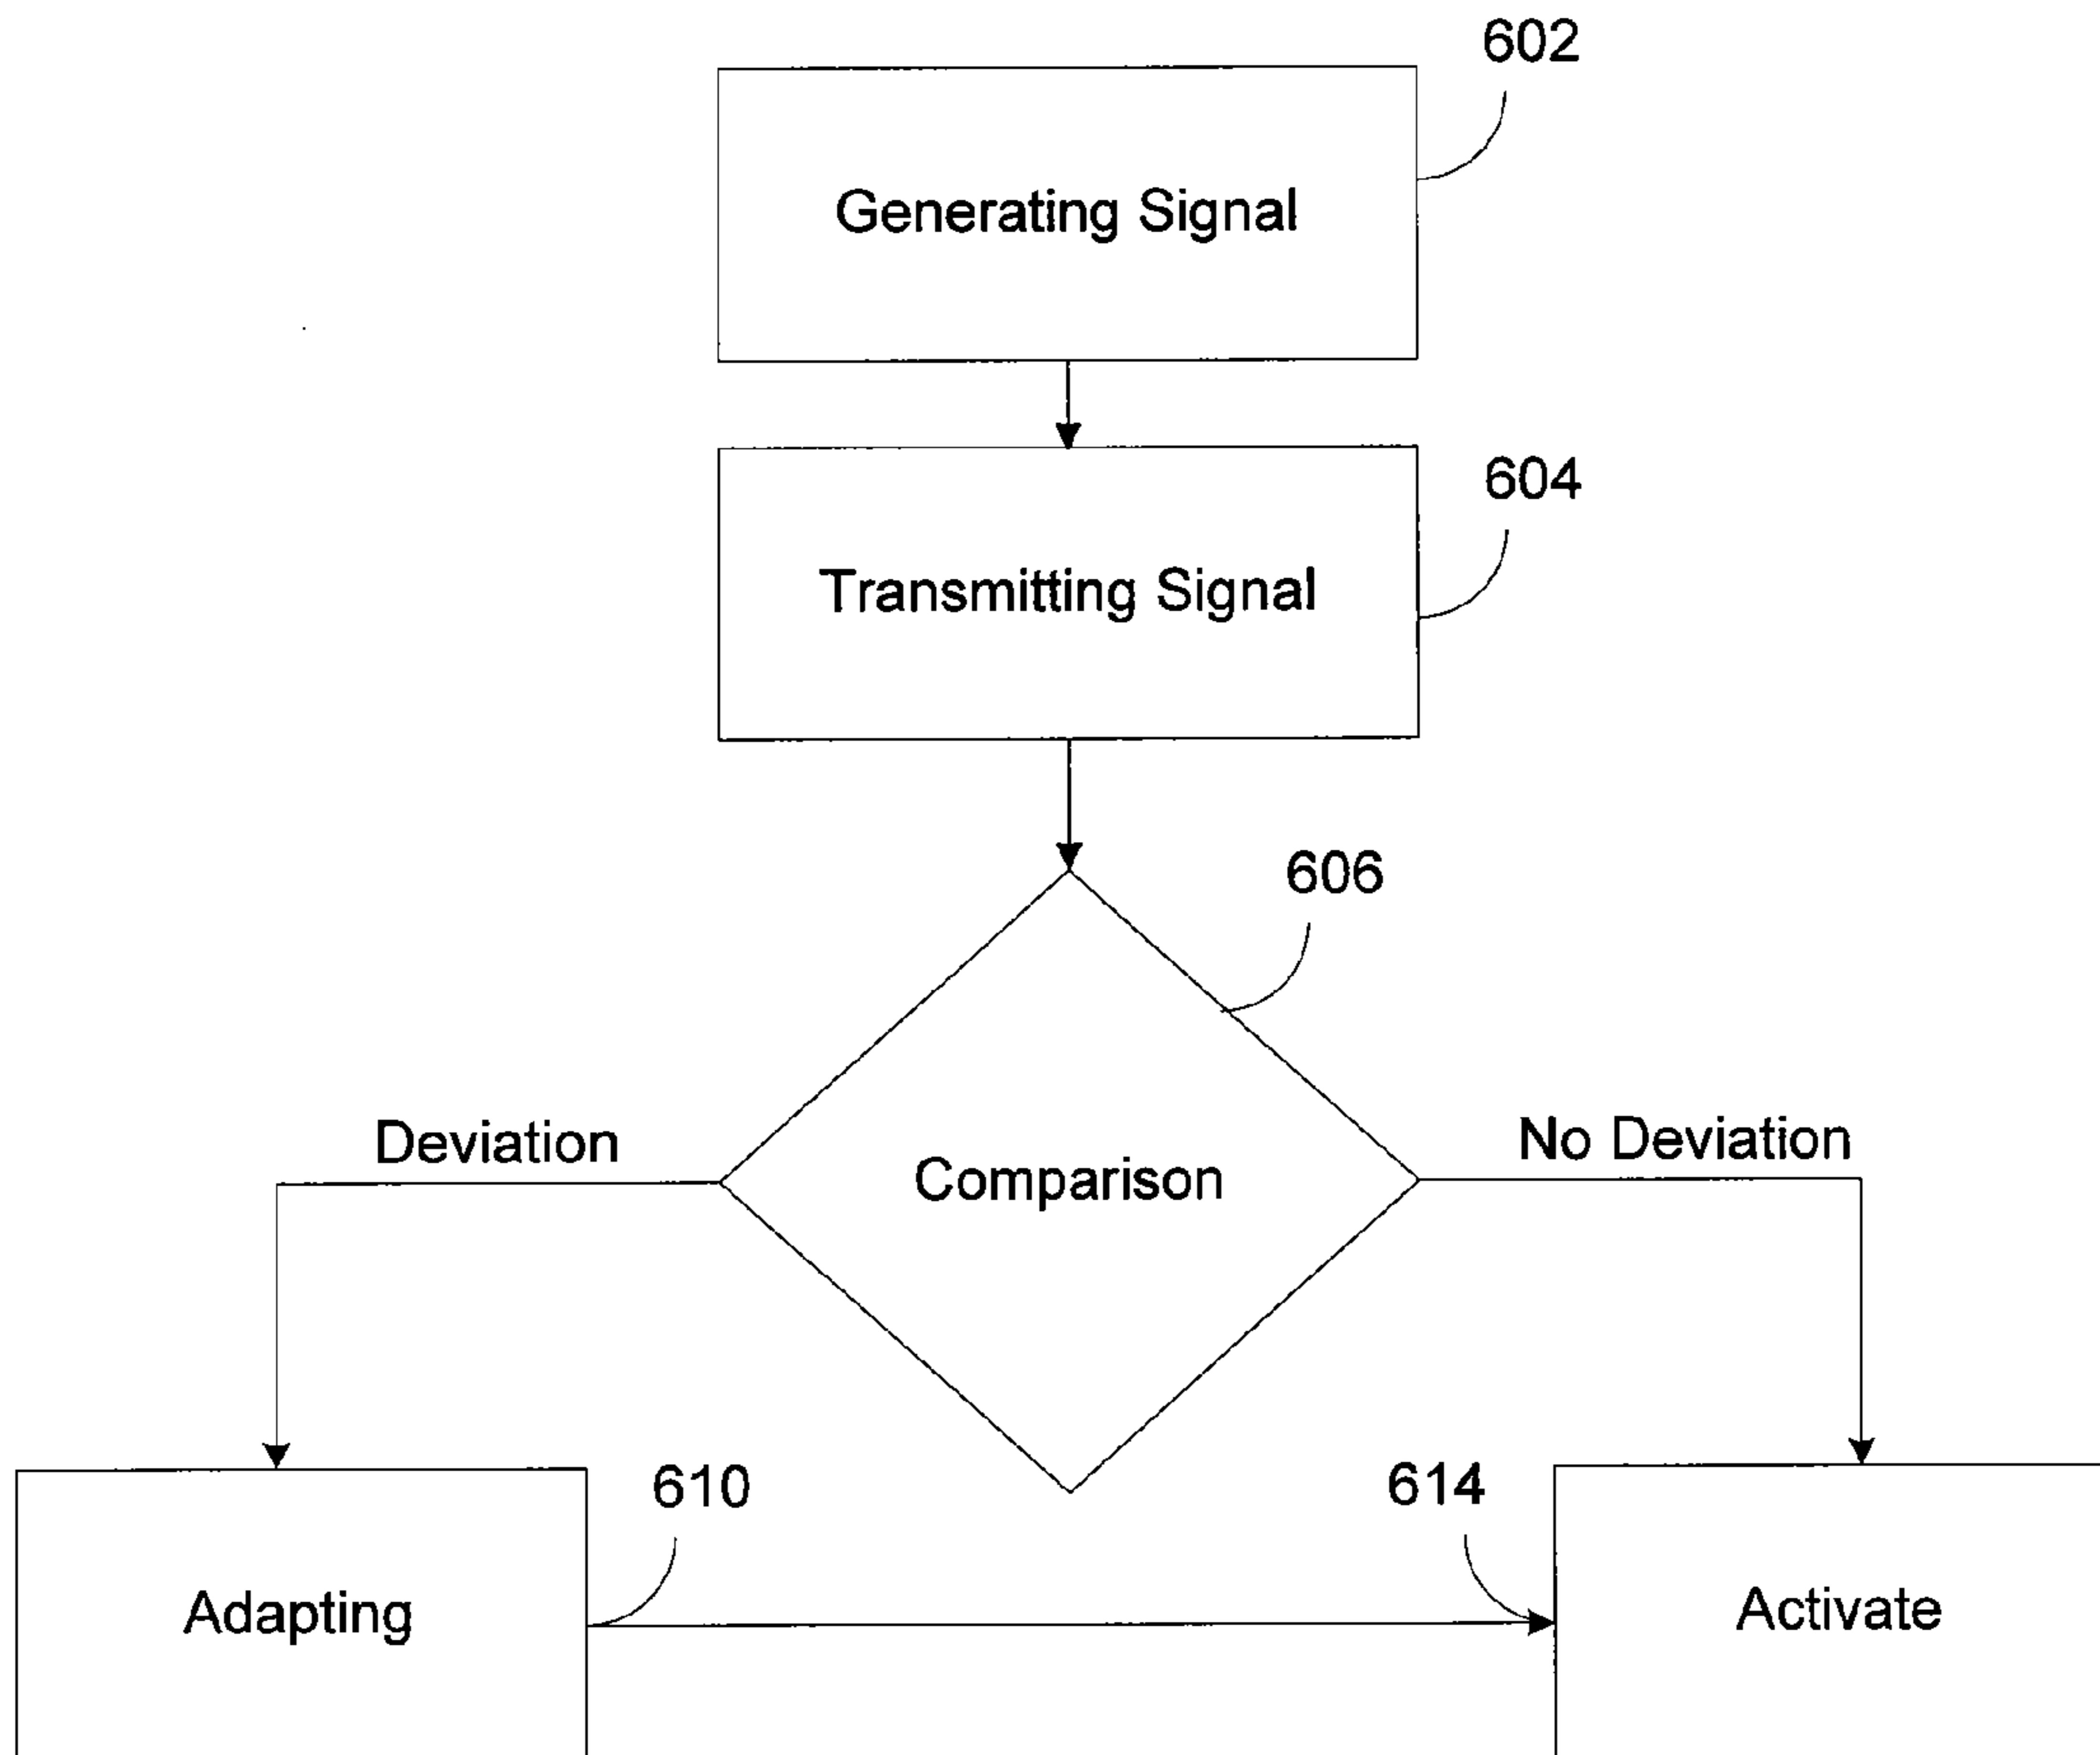 602
Generating Signal
604
Transmitting Signal
606
Deviation
No Deviation
Comparison
610
614
Adapting
Activate